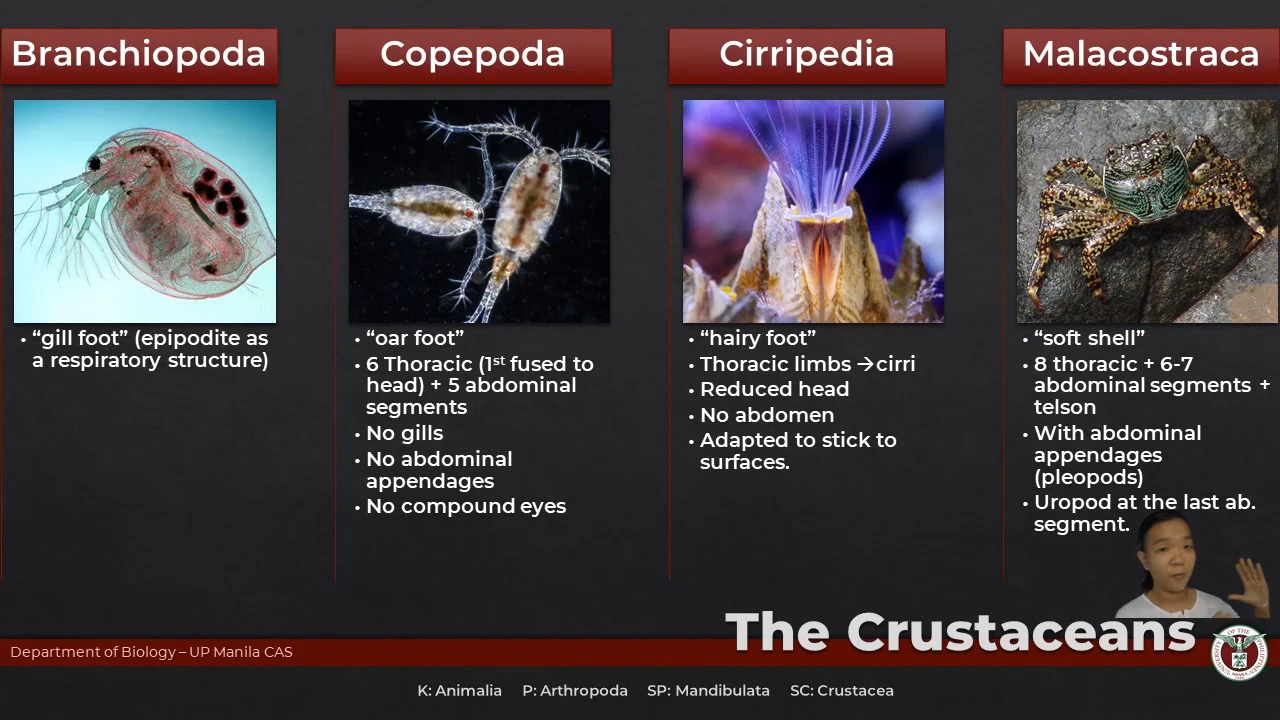 Branchiopoda
• “gill foot” (epipodite as
a respiratory structure)
Copepoda
• “oar foot”
• 6 Thoracic (1st fused to
head) + 5 abdominal
segments
• No gills
• No abdominal
appendages
• No compound eyes
Cirripedia
• “hairy foot”
• Thoracic limbs →cirri
• Reduced head
• No abdomen
• Adapted to stick to
surfaces.
Malacostraca
• “soft shell”
• 8 thoracic + 6-7
abdominal segments +
telson
• With abdominal
appendages
(pleopods)
• Uropod at the last ab.
segment.
The Crustaceans
Department of Biology – UP Manila CAS
K: Animalia P: Arthropoda SP: Mandibulata SC: Crustacea